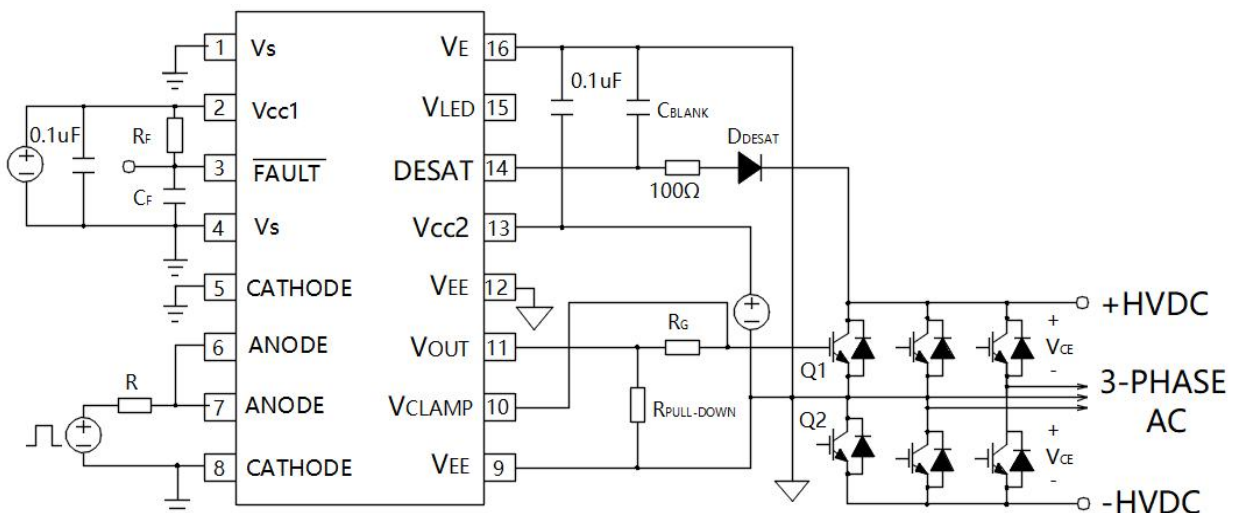 1 Vs VE 16
2 Vcc1 VLED 15
3 FAULT DESAT 14
4 Vs Vcc2 13
5 CATHODE VEE 12
6 ANODE VOUT 11
7 ANODE VCLAMP 10
8 CATHODE VEE 9
0.1uF
RF
CF
R
0.1uF
CBLANK
DDESAT
100Ω
RG
RPULL-DOWN
Q1
Q2
+HVDC
+
VCE
-
3-PHASE
AC
+
VCE
-
-HVDC